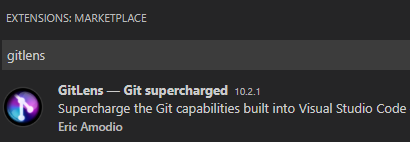 EXTENSIONS: MARKETPLACE
gitlens
GitLens — Git supercharged 10.2.1
Supercharge the Git capabilities built into Visual Studio Code
Eric Amodio